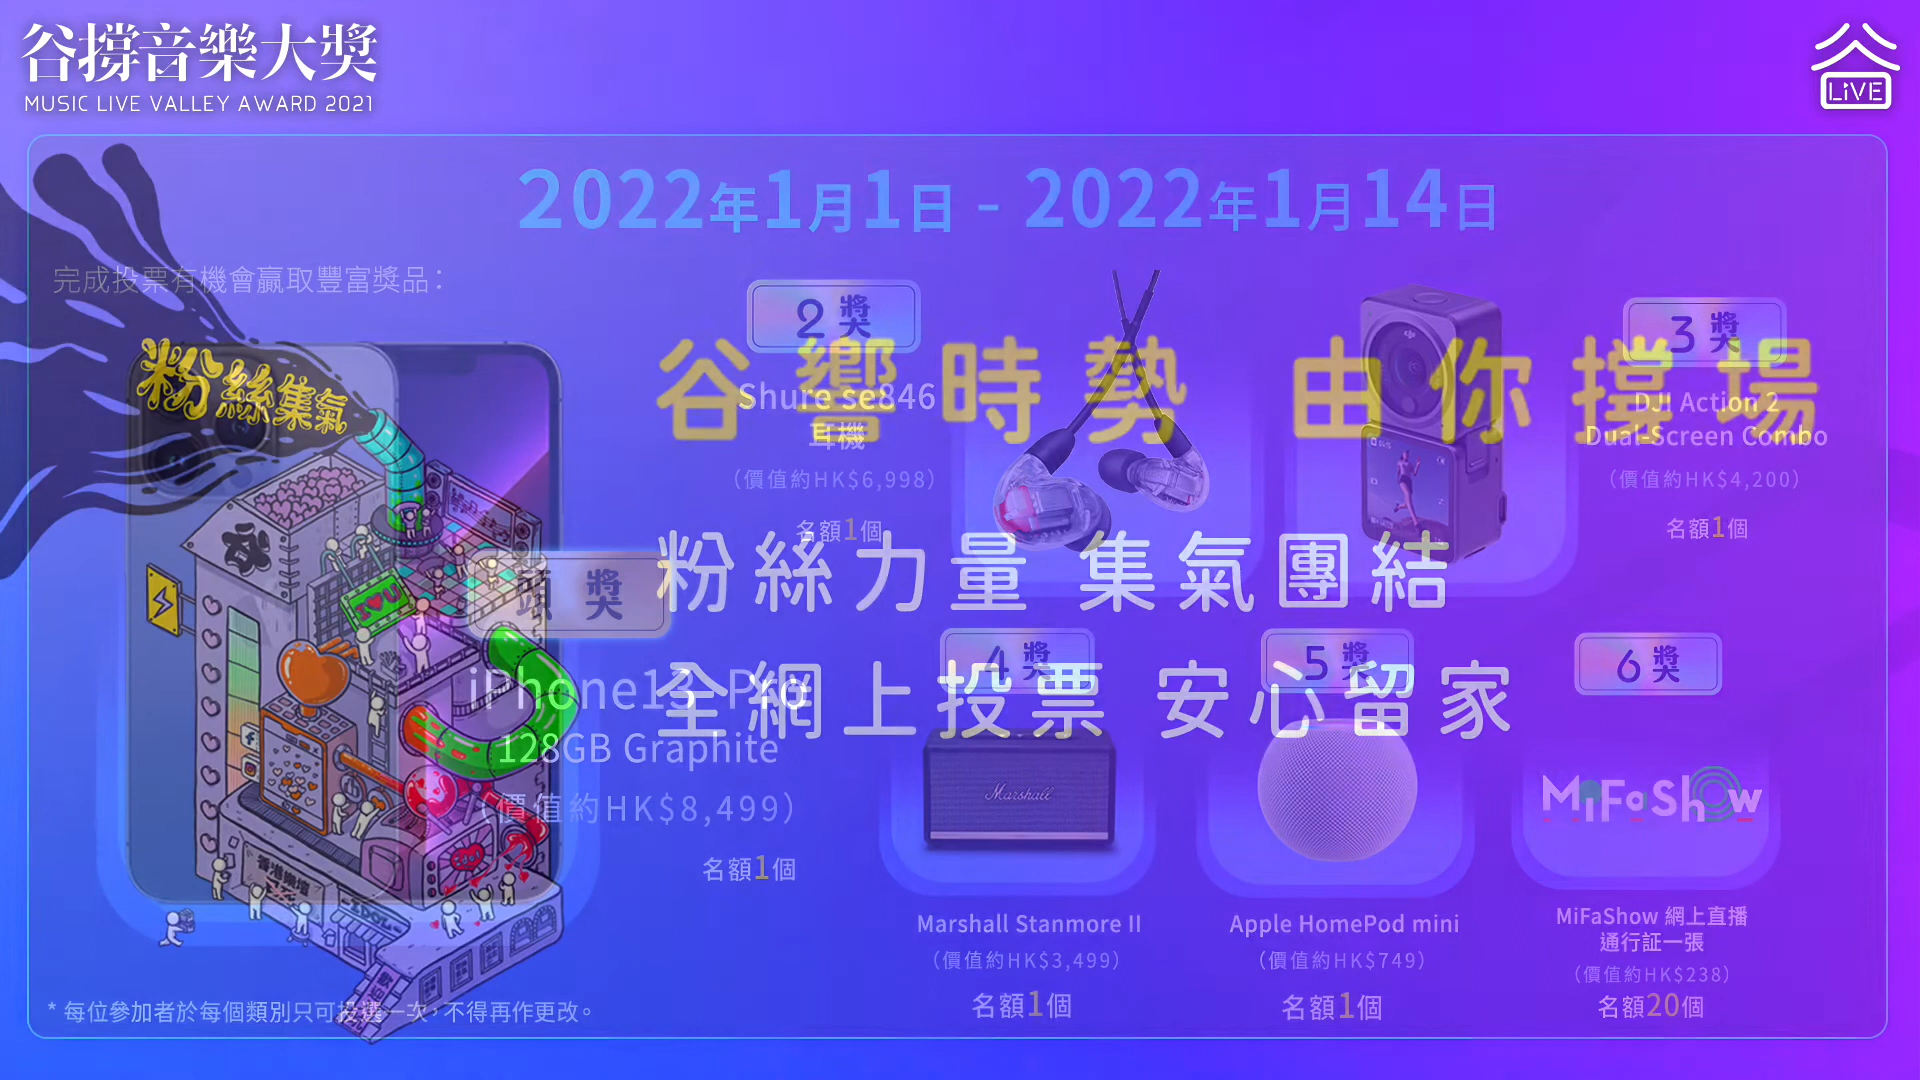 谷撐音樂大獎
MUSIC LIVE VALLEY AWARD 2021
LiVE
2022年1月1日 - 2022年1月14日
完成投票有機會贏取豐富獎品：
粉絲集氣
谷響時勢 由你撐場
粉絲力量 集氣團結
全網上投票 安心留家
頭獎
iPhone13 Pro
128GB Graphite
（價值約HK$8,499）
名額1個
2獎
Shure se846
耳機
（價值約HK$6,998）
名額1個
3獎
DJI Action 2
Dual-Screen Combo
（價值約HK$4,200）
名額1個
4獎
Marshall
Marshall Stanmore II
（價值約HK$3,499）
名額1個
5獎
Apple HomePod mini
（價值約HK$749）
名額1個
6獎
MiFaShow
MiFaShow 網上直播
通行証一張
（價值約HK$238）
名額20個
I♥U
Idol
香港樂壇
-IDOL-
dji
* 每位參加者於每個類別只可投選一次，不得再作更改。